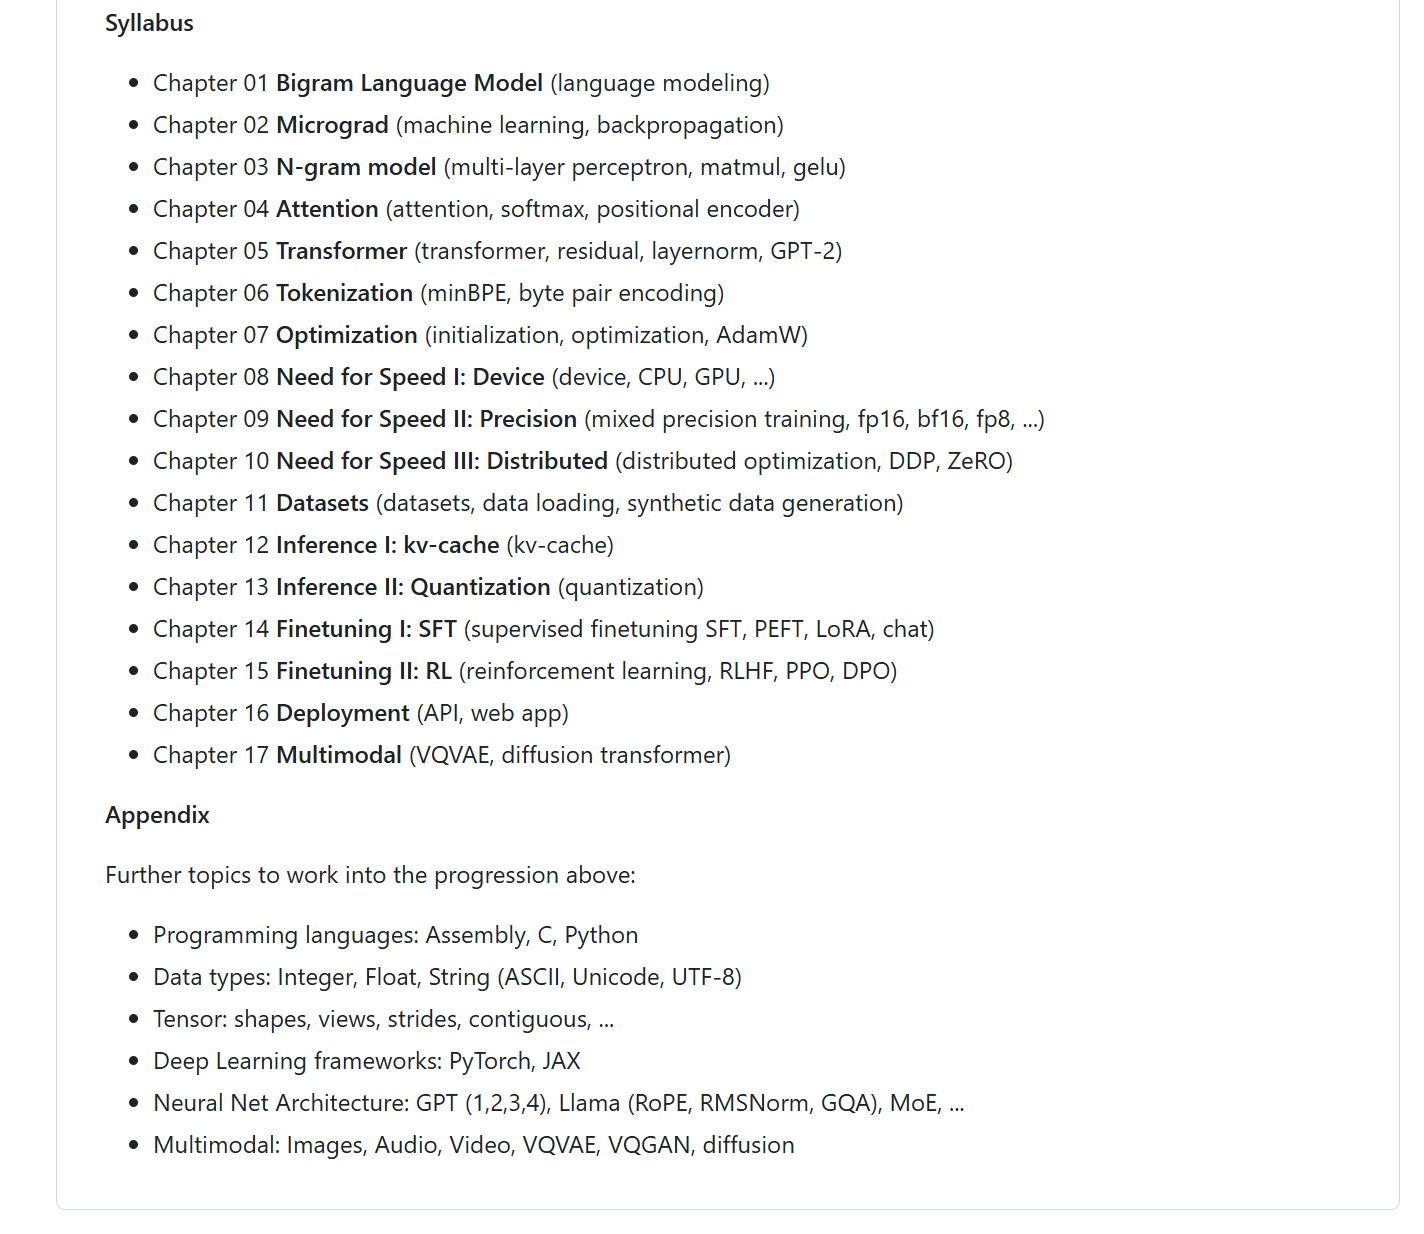 Syllabus
• Chapter 01 Bigram Language Model (language modeling)
• Chapter 02 Micrograd (machine learning, backpropagation)
• Chapter 03 N-gram model (multi-layer perceptron, matmul, gelu)
• Chapter 04 Attention (attention, softmax, positional encoder)
• Chapter 05 Transformer (transformer, residual, layernorm, GPT-2)
• Chapter 06 Tokenization (minBPE, byte pair encoding)
• Chapter 07 Optimization (initialization, optimization, AdamW)
• Chapter 08 Need for Speed I: Device (device, CPU, GPU, ...)
• Chapter 09 Need for Speed II: Precision (mixed precision training, fp16, bf16, fp8, ...)
• Chapter 10 Need for Speed III: Distributed (distributed optimization, DDP, ZeRO)
• Chapter 11 Datasets (datasets, data loading, synthetic data generation)
• Chapter 12 Inference I: kv-cache (kv-cache)
• Chapter 13 Inference II: Quantization (quantization)
• Chapter 14 Finetuning I: SFT (supervised finetuning SFT, PEFT, LoRA, chat)
• Chapter 15 Finetuning II: RL (reinforcement learning, RLHF, PPO, DPO)
• Chapter 16 Deployment (API, web app)
• Chapter 17 Multimodal (VQVAE, diffusion transformer)
Appendix
Further topics to work into the progression above:
• Programming languages: Assembly, C, Python
• Data types: Integer, Float, String (ASCII, Unicode, UTF-8)
• Tensor: shapes, views, strides, contiguous, ...
• Deep Learning frameworks: PyTorch, JAX
• Neural Net Architecture: GPT (1,2,3,4), Llama (RoPE, RMSNorm, GQA), MoE, ...
• Multimodal: Images, Audio, Video, VQVAE, VQGAN, diffusion